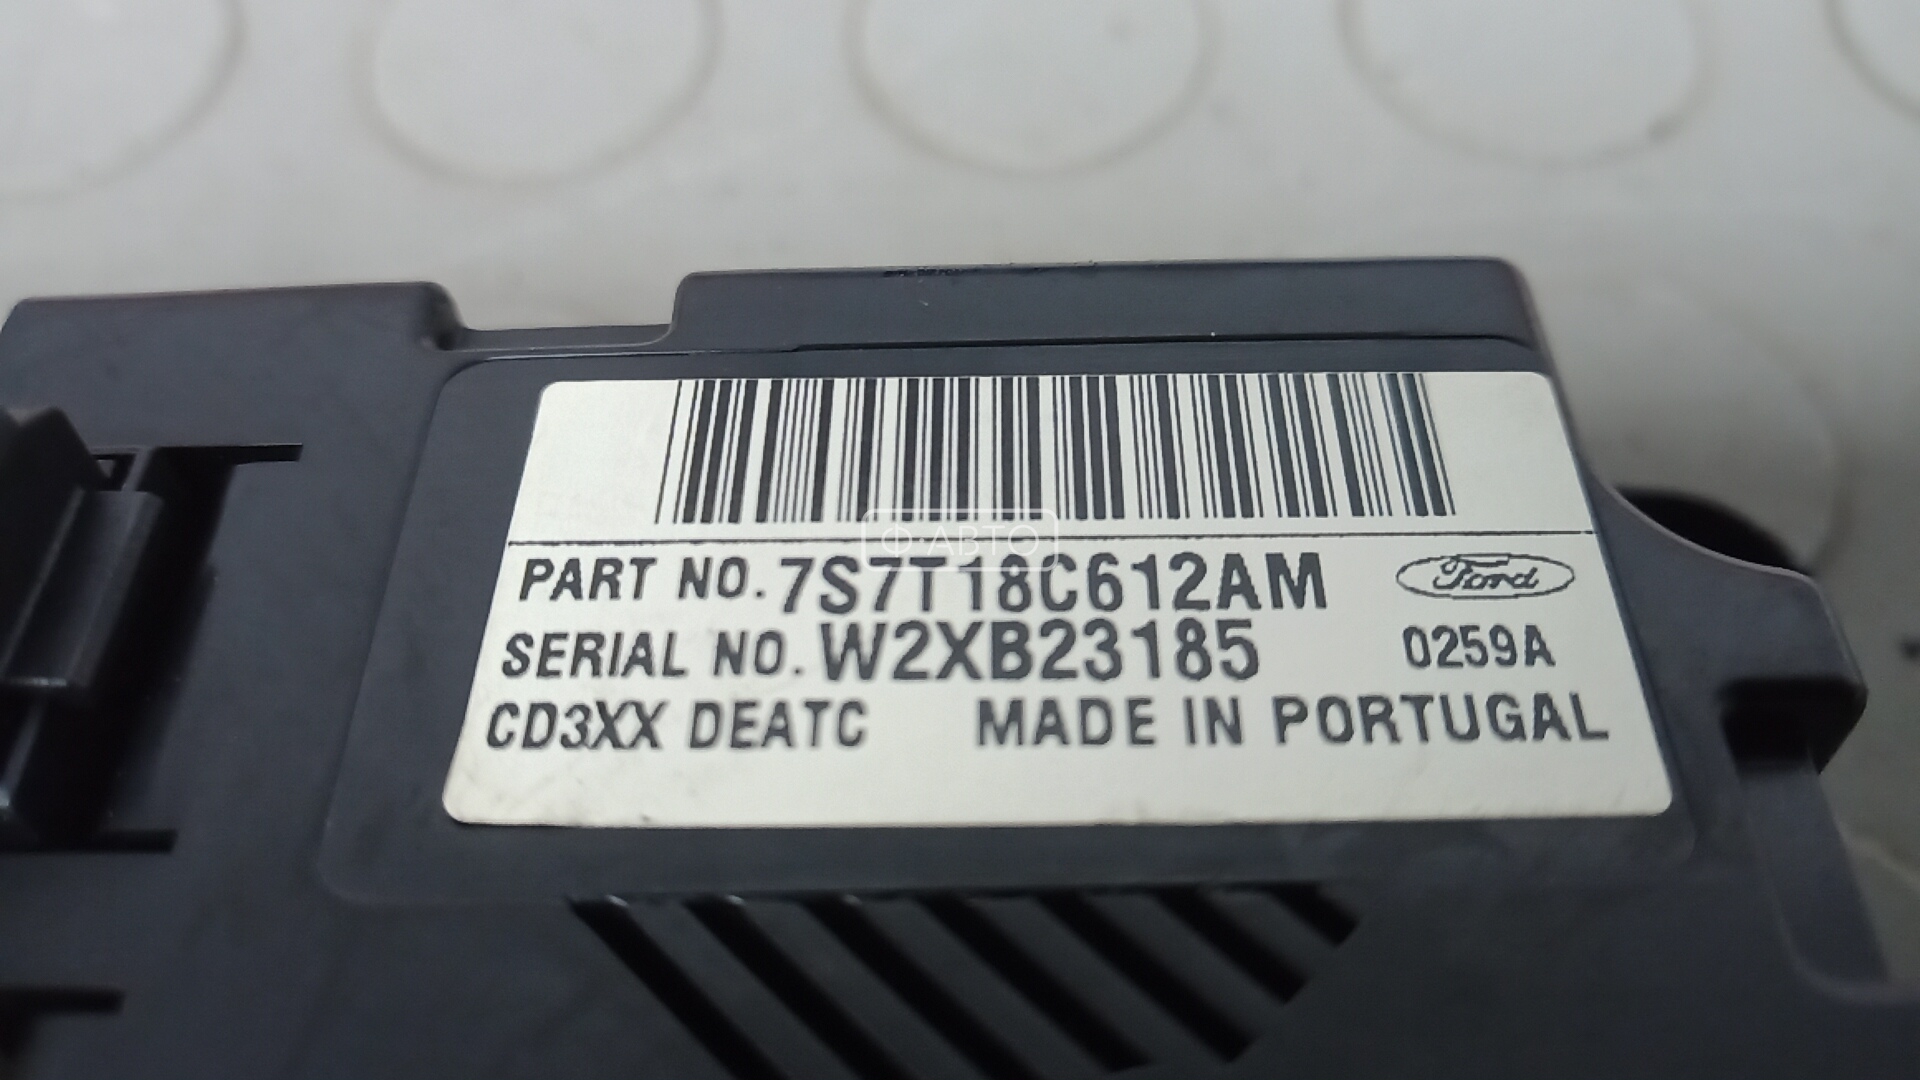 Ф-АВТО
PART NO. 7S7T18C612AM Ford
SERIAL NO. W2XB23185 0259A
CD3XX DEATC MADE IN PORTUGAL